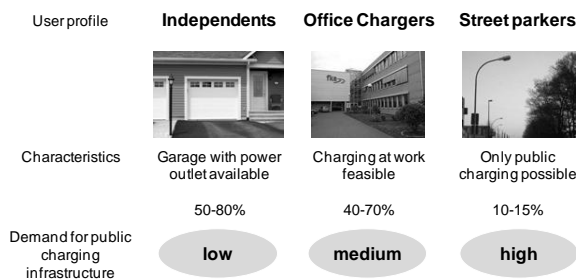 User profile
Independents
Office Chargers
Street parkers
Characteristics
Garage with power
outlet available
Charging at work
feasible
Only public
charging possible
50-80%
40-70%
10-15%
Demand for public
charging
infrastructure
low
medium
high